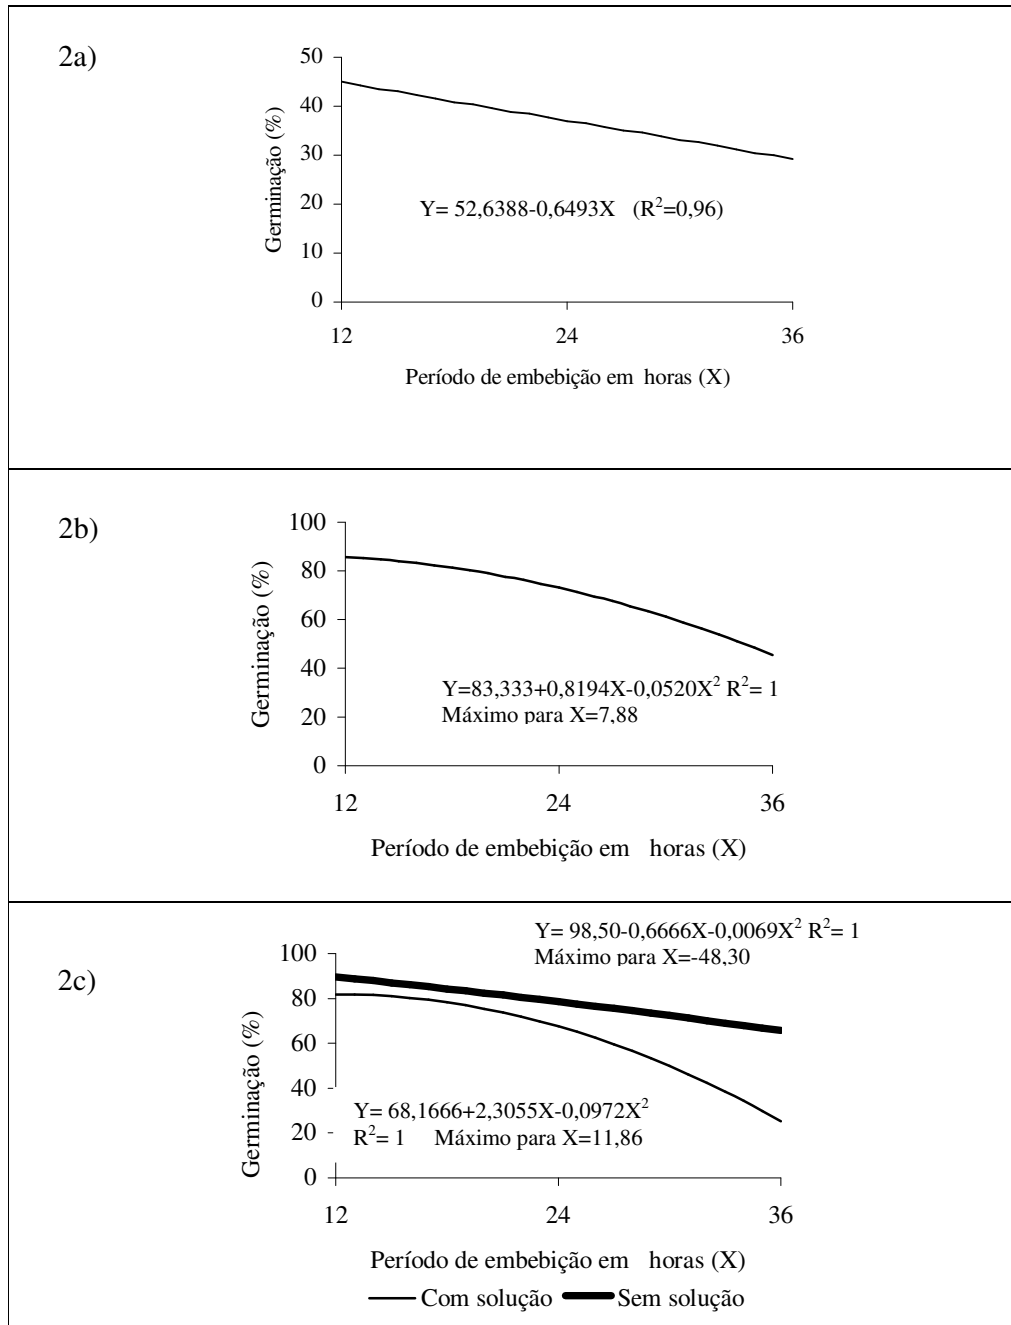 2a)
50
40
30
20
10
0
Germinação (%)
Y= 52,6388-0,6493X (R²=0,96)
12 24 36
Período de embebição em horas (X)
2b)
100
80
60
40
20
0
Germinação (%)
Y=83,333+0,8194X-0,0520X² R²= 1
Máximo para X=7,88
12 24 36
Período de embebição em horas (X)
2c)
Y= 98,50-0,6666X-0,0069X² R²= 1
Máximo para X=-48,30
100
80
60
40
20
0
Germinação (%)
Y= 68,1666+2,3055X-0,0972X²
R²= 1 Máximo para X=11,86
12 24 36
Período de embebição em horas (X)
Com solução Sem solução